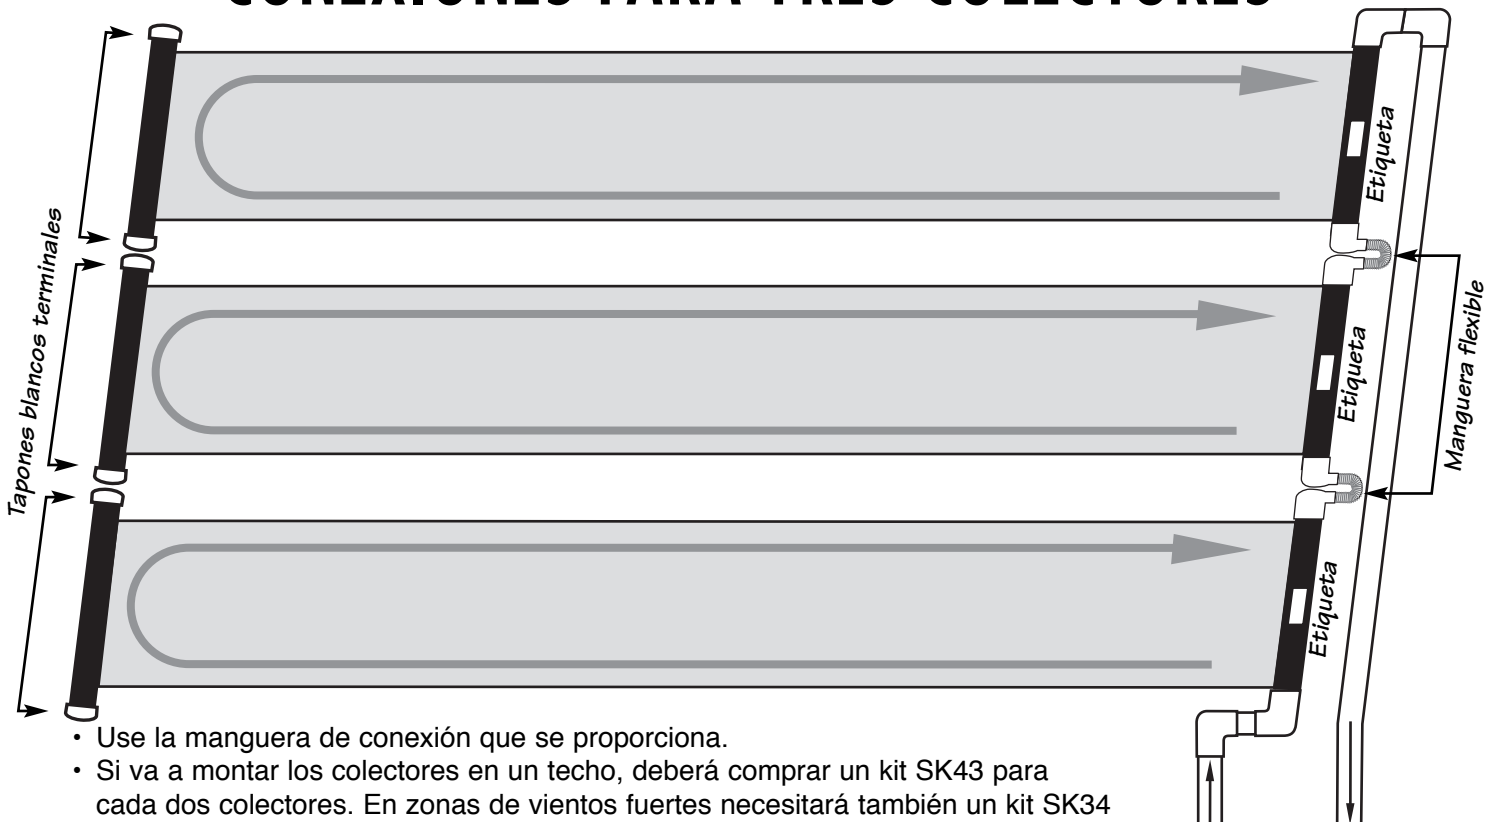 CONEXIONES PARA TRES COLECTORES
Etiqueta
Tapones blancos terminales
Etiqueta
Manguera flexible
Etiqueta
• Use la manguera de conexión que se proporciona.
• Si va a montar los colectores en un techo, deberá comprar un kit SK43 para
cada dos colectores. En zonas de vientos fuertes necesitará también un kit SK34